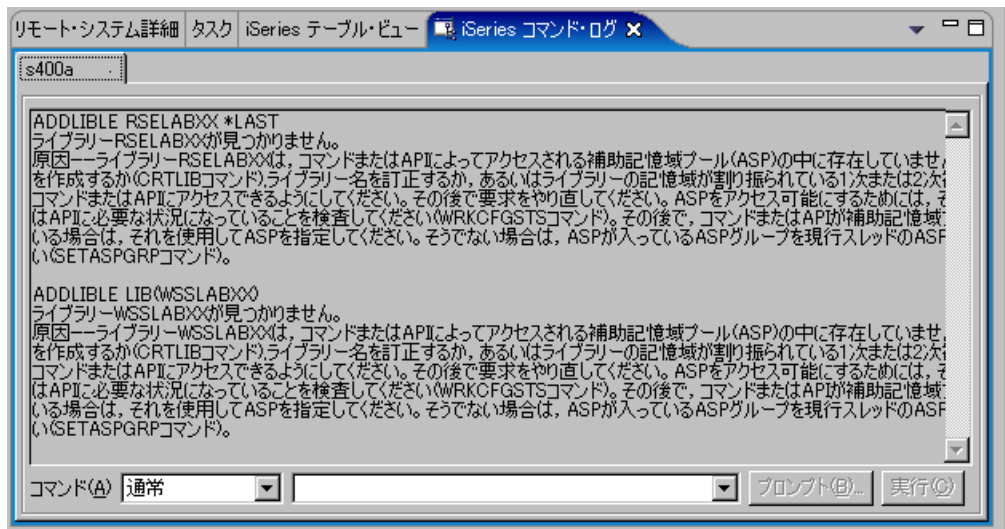 リモート・システム詳細 タスク iSeries テーブル・ビュー iSeries コマンド・ログ
s400a
ADDLIBLE RSELABXX *LAST
ライブラリーRSELABXXが見つかりません。
原因――ライブラリーRSELABXXは，コマンドまたはAPIによってアクセスされる補助記憶域プール(ASP)の中に存在していませ
を作成するか(CRTLIBコマンド)，ライブラリー名を訂正するか，あるいはライブラリーの記憶域が割り振られている1次または2次
コマンドまたはAPIにアクセスできるようにしてください。その後で要求をやり直してください。ASPをアクセス可能にするためには，そ
はAPIに必要な状況になっていることを検査してください(WRKCFGSTSコマンド)。その後で，コマンドまたはAPIが補助記憶域
いる場合は，それを使用してASPを指定してください。そうでない場合は，ASPが入っているASPグループを現行スレッドのASP
い(SETASPGRPコマンド)。
ADDLIBLE LIB(WSSLABXX)
ライブラリーWSSLABXXが見つかりません。
原因――ライブラリーWSSLABXXは，コマンドまたはAPIによってアクセスされる補助記憶域プール(ASP)の中に存在していませ
を作成するか(CRTLIBコマンド)，ライブラリー名を訂正するか，あるいはライブラリーの記憶域が割り振られている1次または2次
コマンドまたはAPIにアクセスできるようにしてください。その後で要求をやり直してください。ASPをアクセス可能にするためには，そ
はAPIに必要な状況になっていることを検査してください(WRKCFGSTSコマンド)。その後で，コマンドまたはAPIが補助記憶域
いる場合は，それを使用してASPを指定してください。そうでない場合は，ASPが入っているASPグループを現行スレッドのASP
い(SETASPGRPコマンド)。
コマンド(A) 通常 プロンプト(B)... 実行(C)